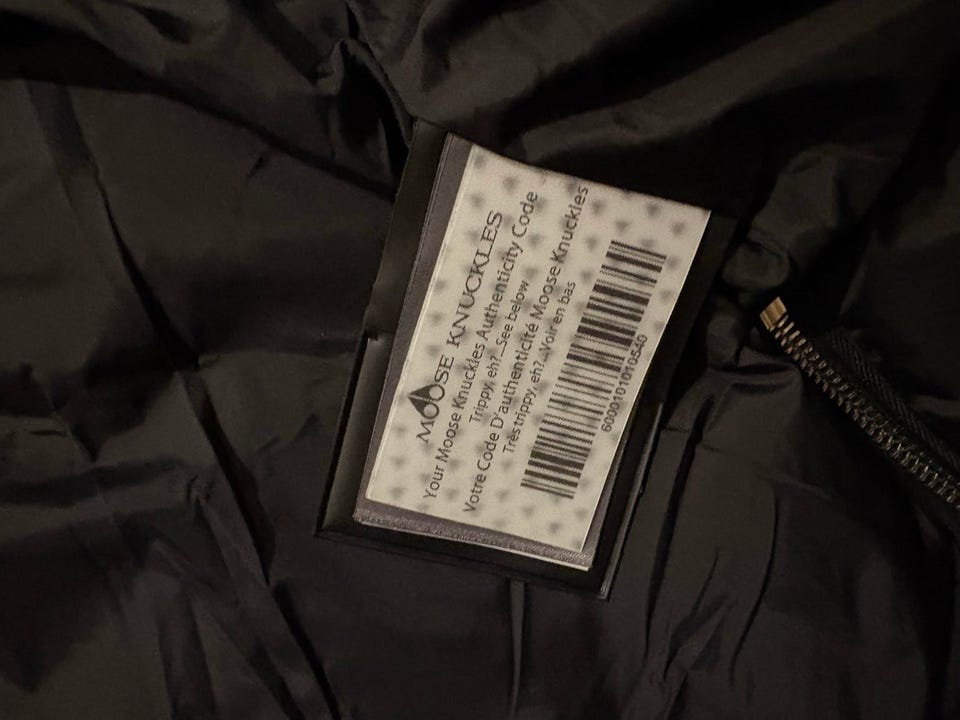 MOOSE KNUCKLES
Your Moose Knuckles Authenticity Code
Trippy, eh?...See below
Votre Code D'authenticité Moose Knuckles
Très trippy, eh?...Voir en bas
6000101010540